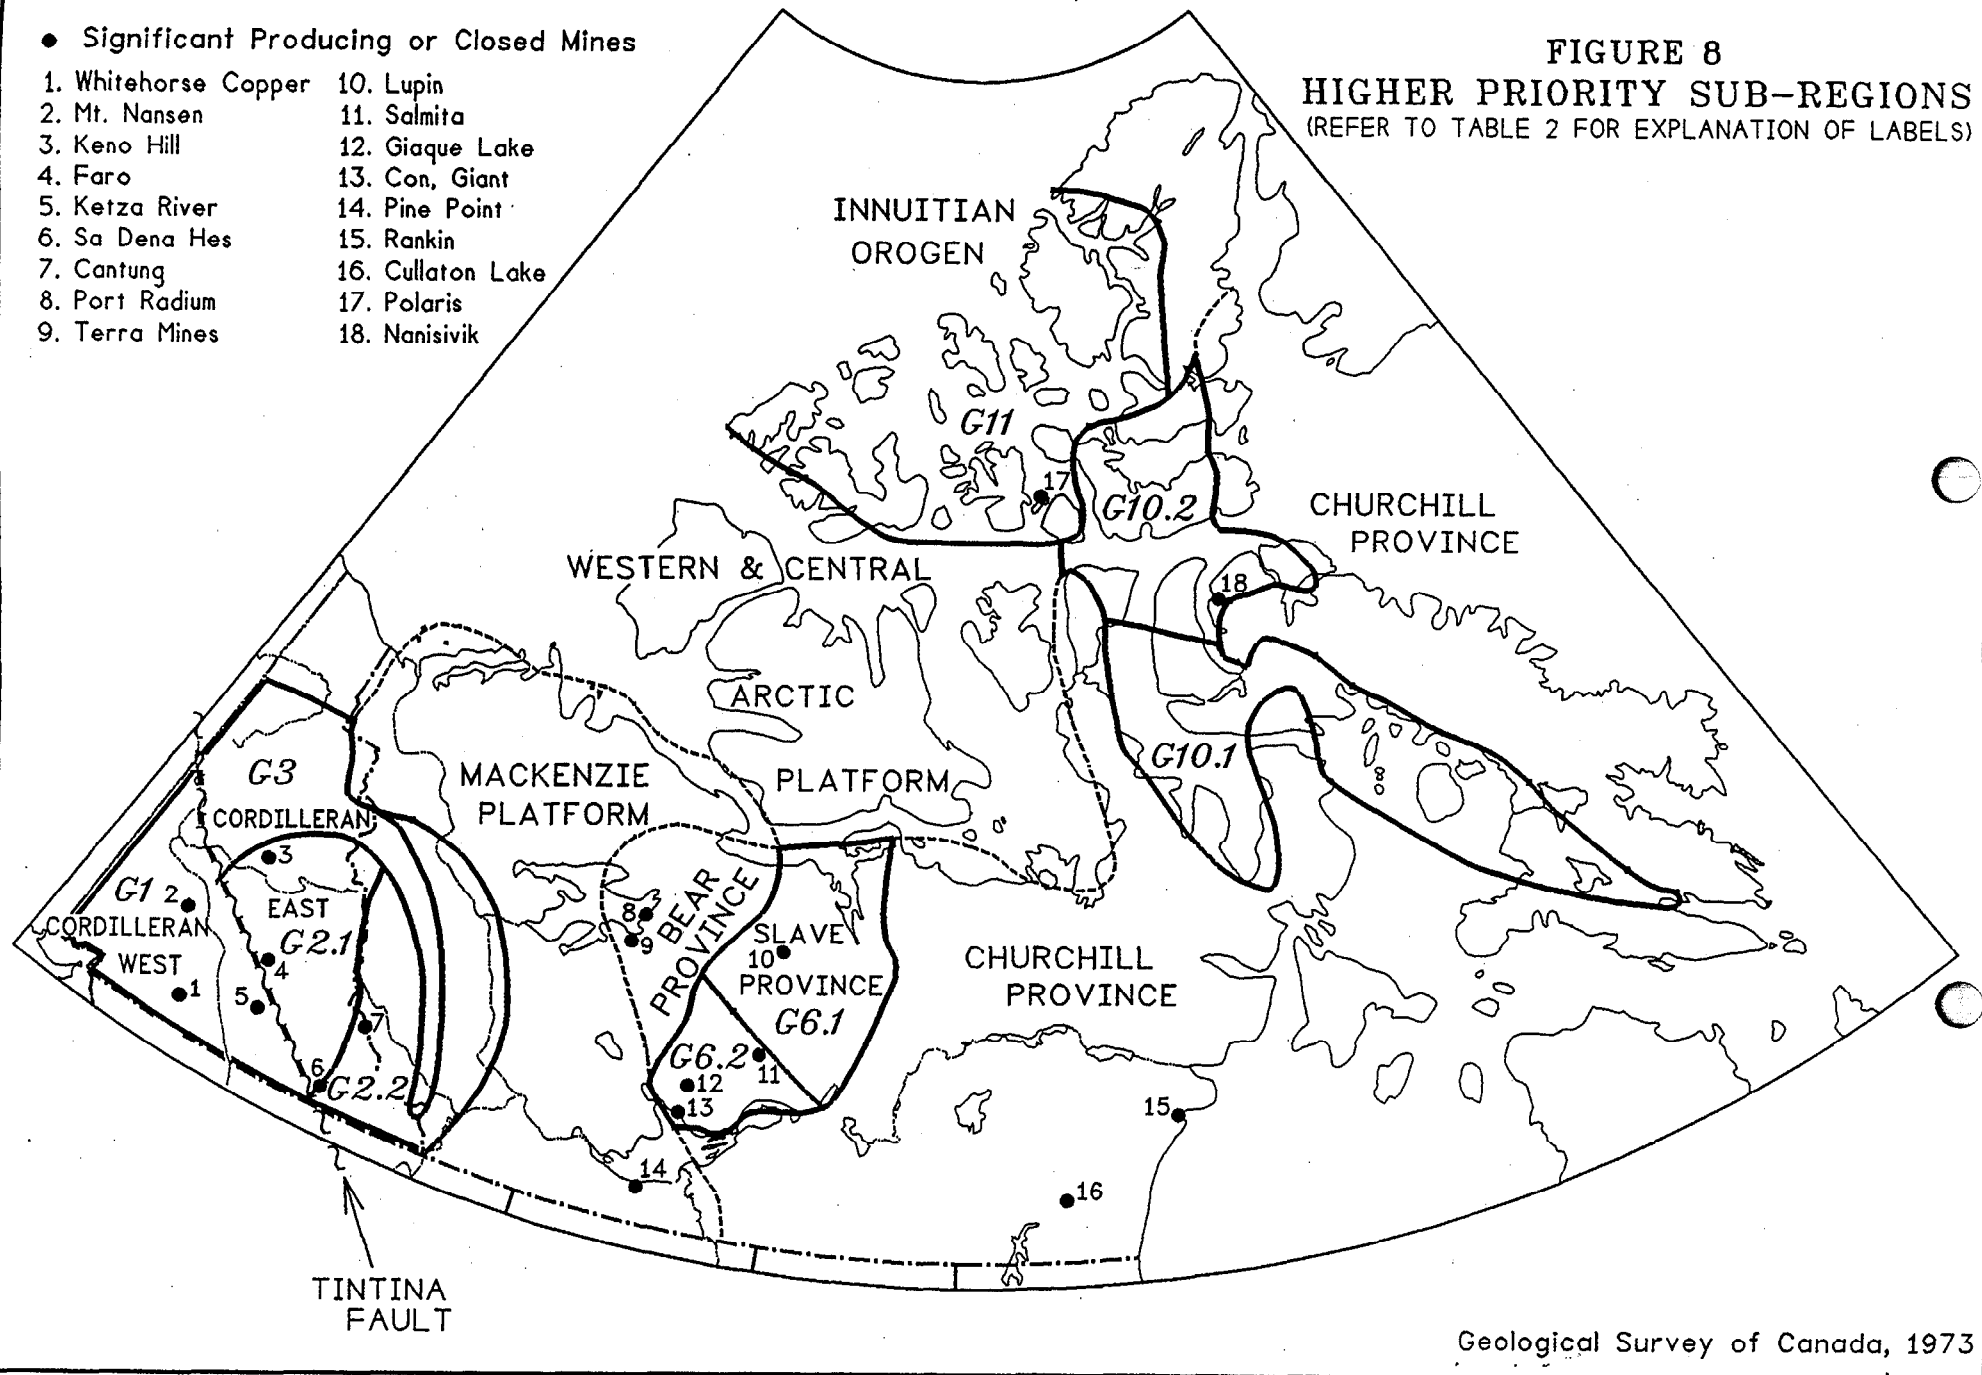 ● Significant Producing or Closed Mines
1. Whitehorse Copper
2. Mt. Nansen
3. Keno Hill
4. Faro
5. Ketza River
6. Sa Dena Hes
7. Cantung
8. Port Radium
9. Terra Mines
10. Lupin
11. Salmita
12. Giaque Lake
13. Con, Giant
14. Pine Point
15. Rankin
16. Cullaton Lake
17. Polaris
18. Nanisivik
FIGURE 8
HIGHER PRIORITY SUB-REGIONS
(REFER TO TABLE 2 FOR EXPLANATION OF LABELS)
INNUITIAN
OROGEN
G11
17
G10.2
CHURCHILL
PROVINCE
WESTERN & CENTRAL
18
ARCTIC
PLATFORM
G10.1
G3
CORDILLERAN
MACKENZIE
PLATFORM
3
G1
2
CORDILLERAN
WEST
1
EAST
G2.1
4
5
7
6
G2.2
8
9
BEAR
PROVINCE
SLAVE
10
PROVINCE
G6.1
G6.2
11
12
13
14
CHURCHILL
PROVINCE
15
16
TINTINA
FAULT
Geological Survey of Canada, 1973